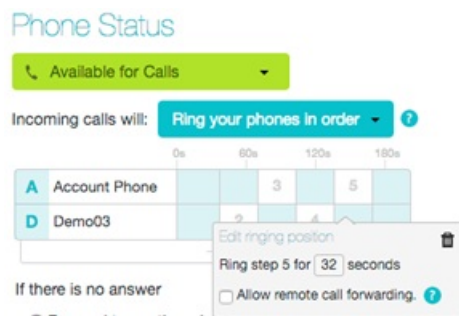 Phone Status
Available for Calls
Incoming calls will: Ring your phones in order ?
0s 60s 120s 180s
A Account Phone 3 5
D Demo03 2 4
Edit ringing position
Ring step 5 for 32 seconds
If there is no answer
Allow remote call forwarding. ?